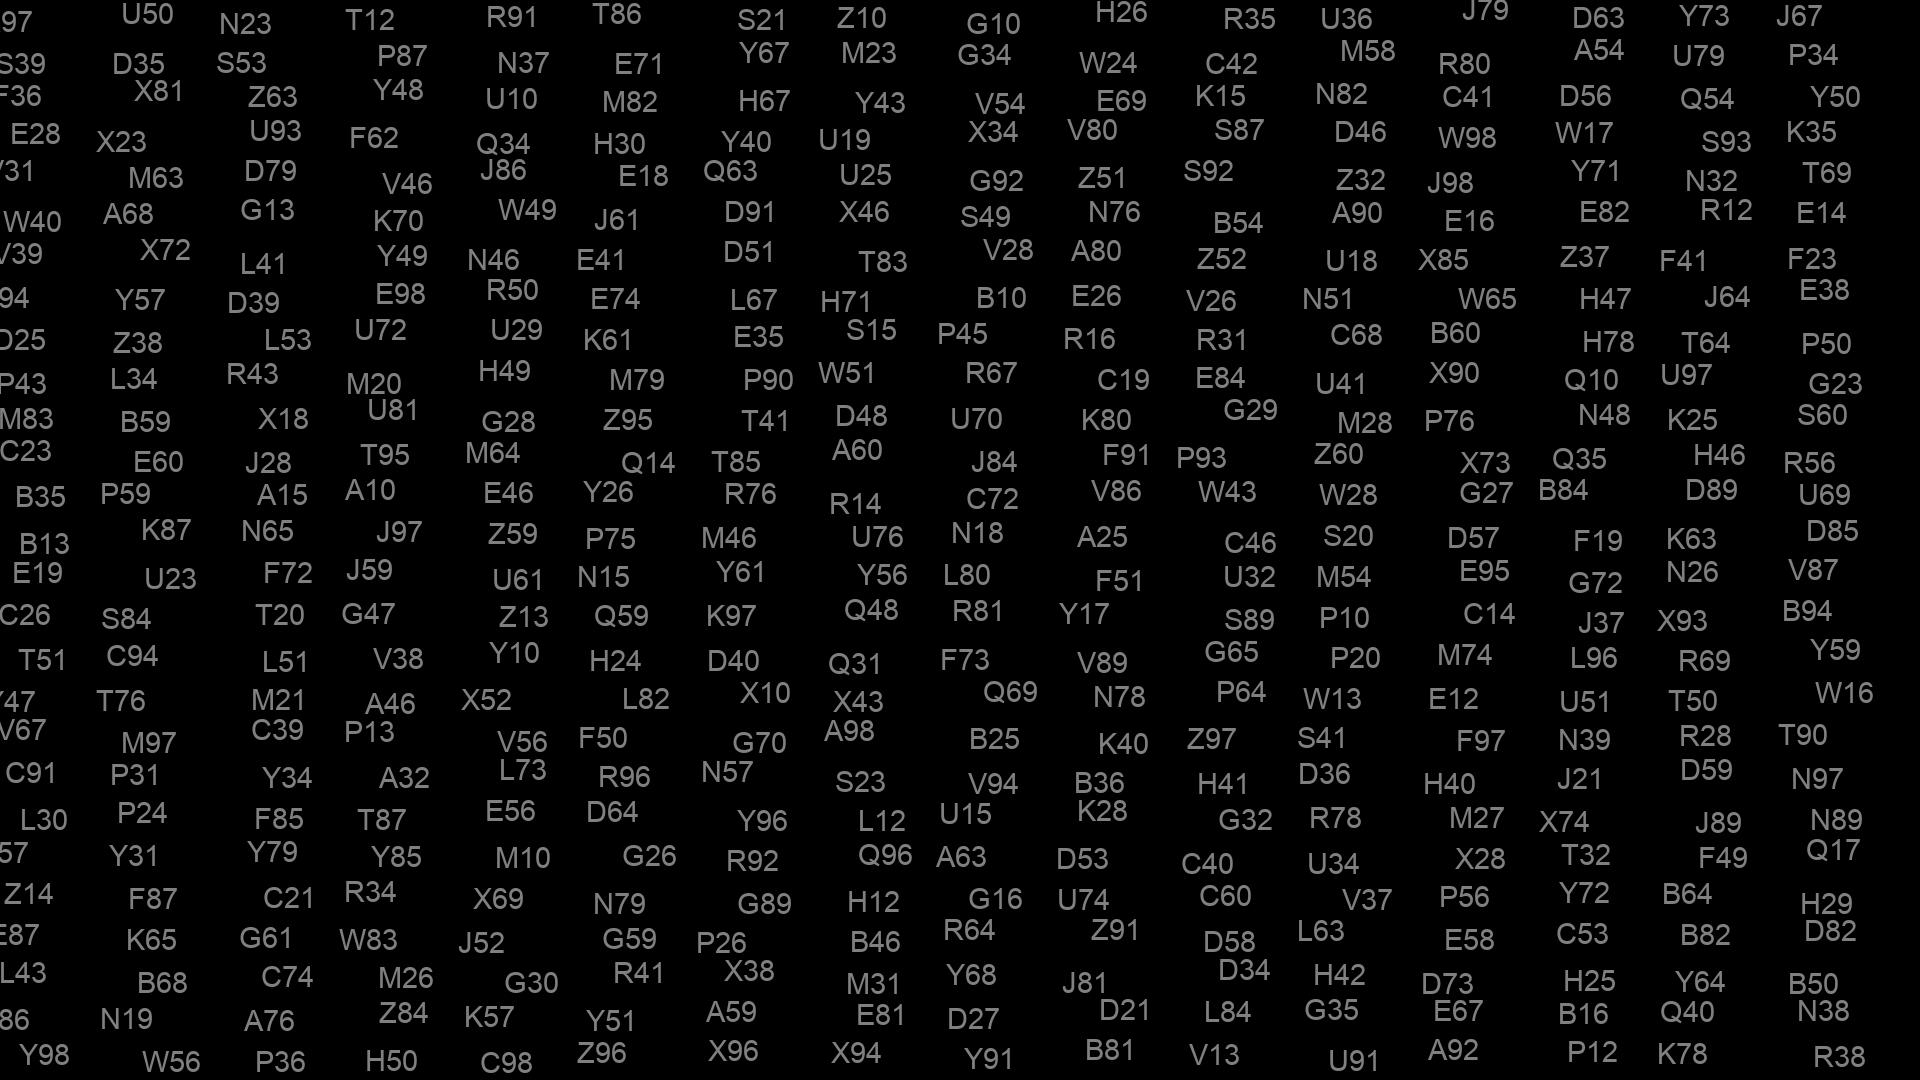 97 U50 N23 T12 R91 T86 S21 Z10 G10 H26 R35 U36 J79 D63 Y73 J67
S39 D35 S53 P87 N37 E71 Y67 M23 G34 W24 C42 M58 R80 A54 U79 P34
F36 X81 Z63 Y48 U10 M82 H67 Y43 V54 E69 K15 N82 C41 D56 Q54 Y50
E28 X23 U93 F62 Q34 H30 Y40 U19 X34 V80 S87 D46 W98 W17 S93 K35
V31 M63 D79 V46 J86 E18 Q63 U25 G92 Z51 S92 Z32 J98 Y71 N32 T69
W40 A68 G13 K70 W49 J61 D91 X46 S49 N76 B54 A90 E16 E82 R12 E14
V39 X72 L41 Y49 N46 E41 D51 T83 V28 A80 Z52 U18 X85 Z37 F41 F23
94 Y57 D39 E98 R50 E74 L67 H71 B10 E26 V26 N51 W65 H47 J64 E38
D25 Z38 L53 U72 U29 K61 E35 S15 P45 R16 R31 C68 B60 H78 T64 P50
P43 L34 R43 M20 H49 M79 P90 W51 R67 C19 E84 U41 X90 Q10 U97 G23
M83 B59 X18 U81 G28 Z95 T41 D48 U70 K80 G29 M28 P76 N48 K25 S60
C23 E60 J28 T95 M64 Q14 T85 A60 J84 F91 P93 Z60 X73 Q35 H46 R56
B35 P59 A15 A10 E46 Y26 R76 R14 C72 V86 W43 W28 G27 B84 D89 U69
B13 K87 N65 J97 Z59 P75 M46 U76 N18 A25 C46 S20 D57 F19 K63 D85
E19 U23 F72 J59 U61 N15 Y61 Y56 L80 F51 U32 M54 E95 G72 N26 V87
C26 S84 T20 G47 Z13 Q59 K97 Q48 R81 Y17 S89 P10 C14 J37 X93 B94
T51 C94 L51 V38 Y10 H24 D40 Q31 F73 V89 G65 P20 M74 L96 R69 Y59
Y47 T76 M21 A46 X52 L82 X10 X43 Q69 N78 P64 W13 E12 U51 T50 W16
V67 M97 C39 P13 V56 F50 G70 A98 B25 K40 Z97 S41 F97 N39 R28 T90
C91 P31 Y34 A32 L73 R96 N57 S23 V94 B36 H41 D36 H40 J21 D59 N97
L30 P24 F85 T87 E56 D64 Y96 L12 U15 K28 G32 R78 M27 X74 J89 N89
57 Y31 Y79 Y85 M10 G26 R92 Q96 A63 D53 C40 U34 X28 T32 F49 Q17
Z14 F87 C21 R34 X69 N79 G89 H12 G16 U74 C60 V37 P56 Y72 B64 H29
E87 K65 G61 W83 J52 G59 P26 B46 R64 Z91 D58 L63 E58 C53 B82 D82
L43 B68 C74 M26 G30 R41 X38 M31 Y68 J81 D34 H42 D73 H25 Y64 B50
86 N19 A76 Z84 K57 Y51 A59 E81 D27 D21 L84 G35 E67 B16 Q40 N38
Y98 W56 P36 H50 C98 Z96 X96 X94 Y91 B81 V13 U91 A92 P12 K78 R38